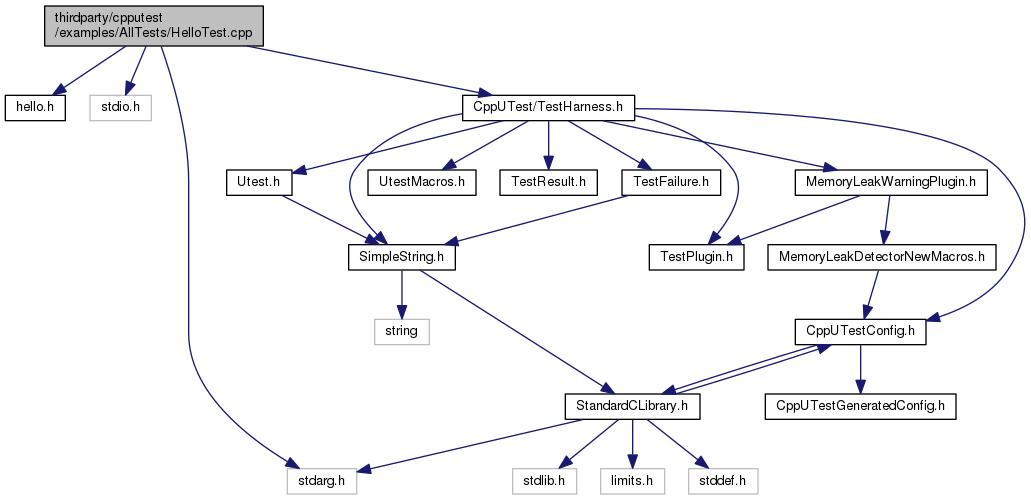 thirdparty/cpputest
/examples/AllTests/HelloTest.cpp
hello.h
stdio.h
CppUTest/TestHarness.h
Utest.h
UtestMacros.h
TestResult.h
TestFailure.h
MemoryLeakWarningPlugin.h
SimpleString.h
TestPlugin.h
MemoryLeakDetectorNewMacros.h
string
CppUTestConfig.h
StandardCLibrary.h
CppUTestGeneratedConfig.h
stdarg.h
stdlib.h
limits.h
stddef.h